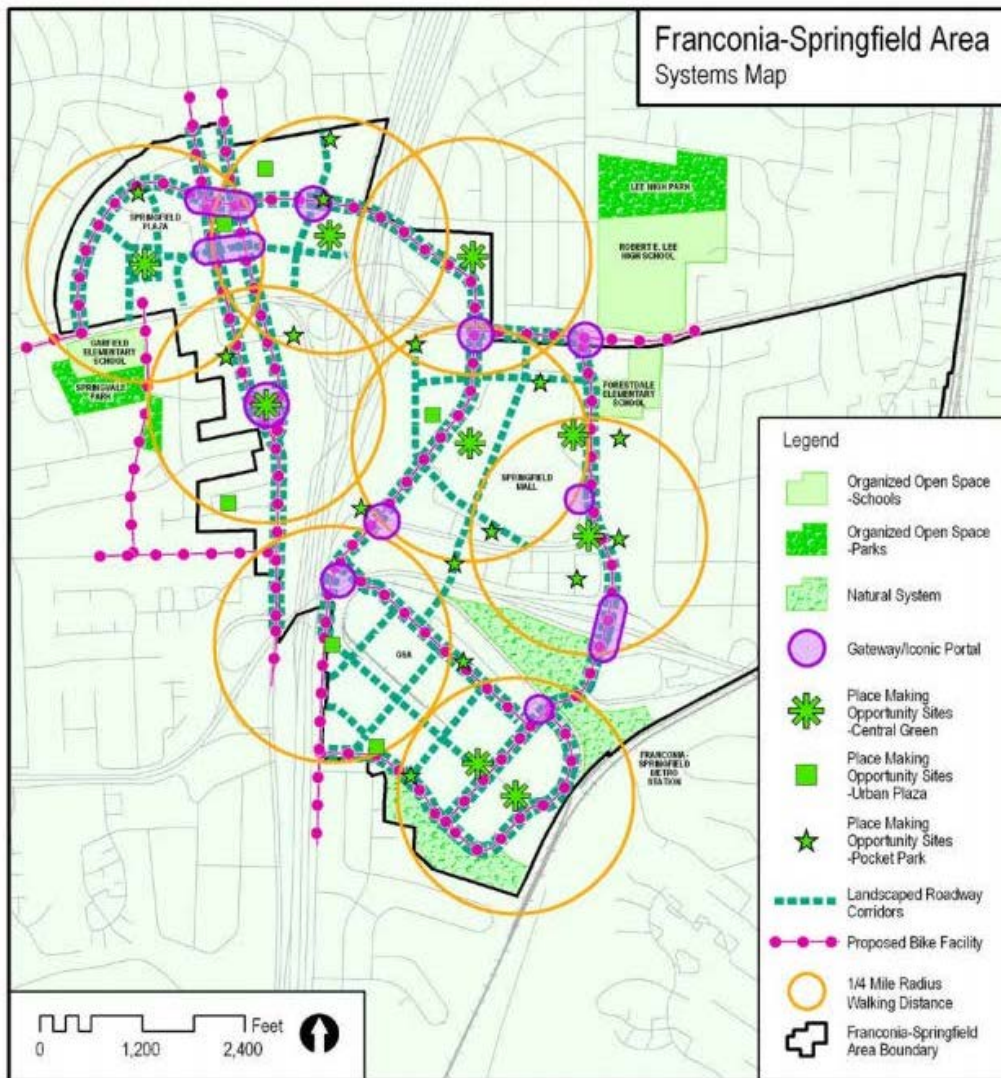 Franconia-Springfield Area
Systems Map
LEE HIGH PARK
ROBERT E. LEE
HIGH SCHOOL
SPRINGFIELD
PLAZA
GARFIELD
ELEMENTARY
SCHOOL
SPRINGVALE
PARK
FORESTDALE
ELEMENTARY
SCHOOL
SPRINGFIELD
MALL
GSA
FRANCONIA-
SPRINGFIELD
METRO
STATION
Legend
Organized Open Space
-Schools
Organized Open Space
-Parks
Natural System
Gateway/Iconic Portal
Place Making
Opportunity Sites
-Central Green
Place Making
Opportunity Sites
-Urban Plaza
Place Making
Opportunity Sites
-Pocket Park
Landscaped Roadway
Corridors
Proposed Bike Facility
1/4 Mile Radius
Walking Distance
Franconia-Springfield
Area Boundary
Feet
0 1,200 2,400